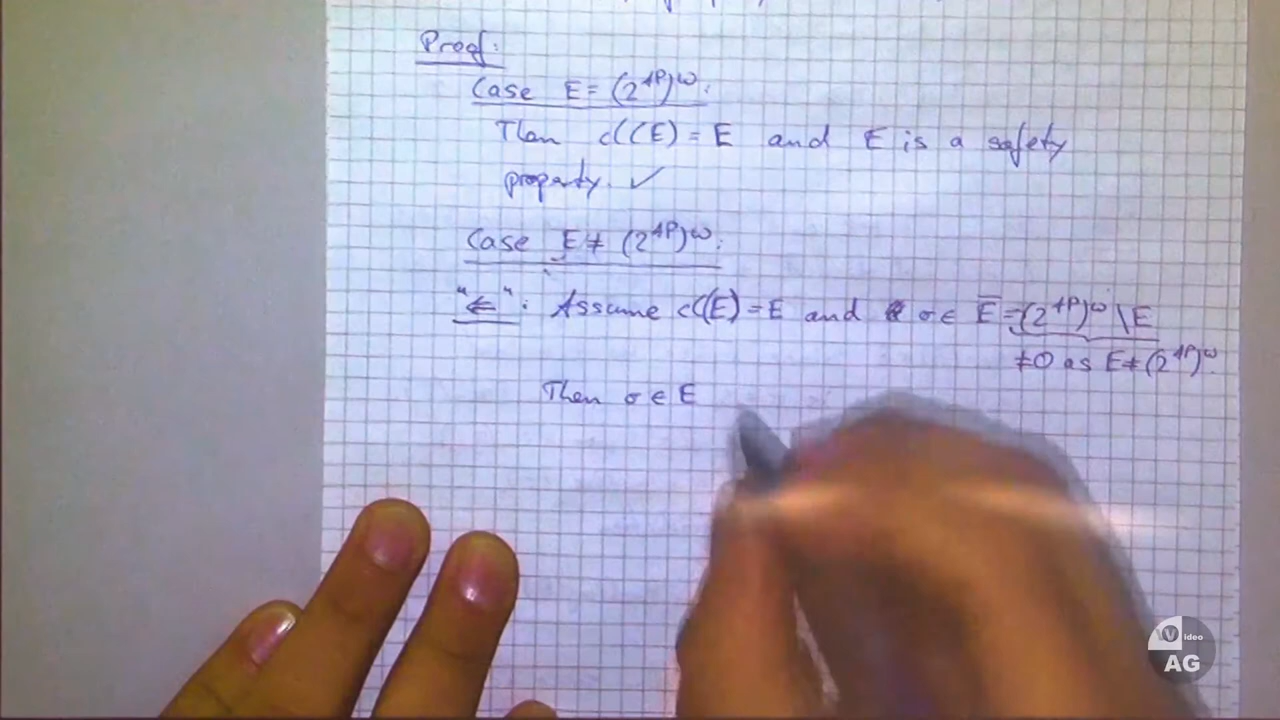 Proof:
Case E = (2^AP)^ω:
Then cl(E) = E and E is a safety
property. ✓
Case E ≠ (2^AP)^ω:
"⇐": Assume cl(E) = E and σ ∈ Ē = (2^AP)^ω \ E
≠ ∅ as E ≠ (2^AP)^ω.
Then σ ∈ E
Video
AG